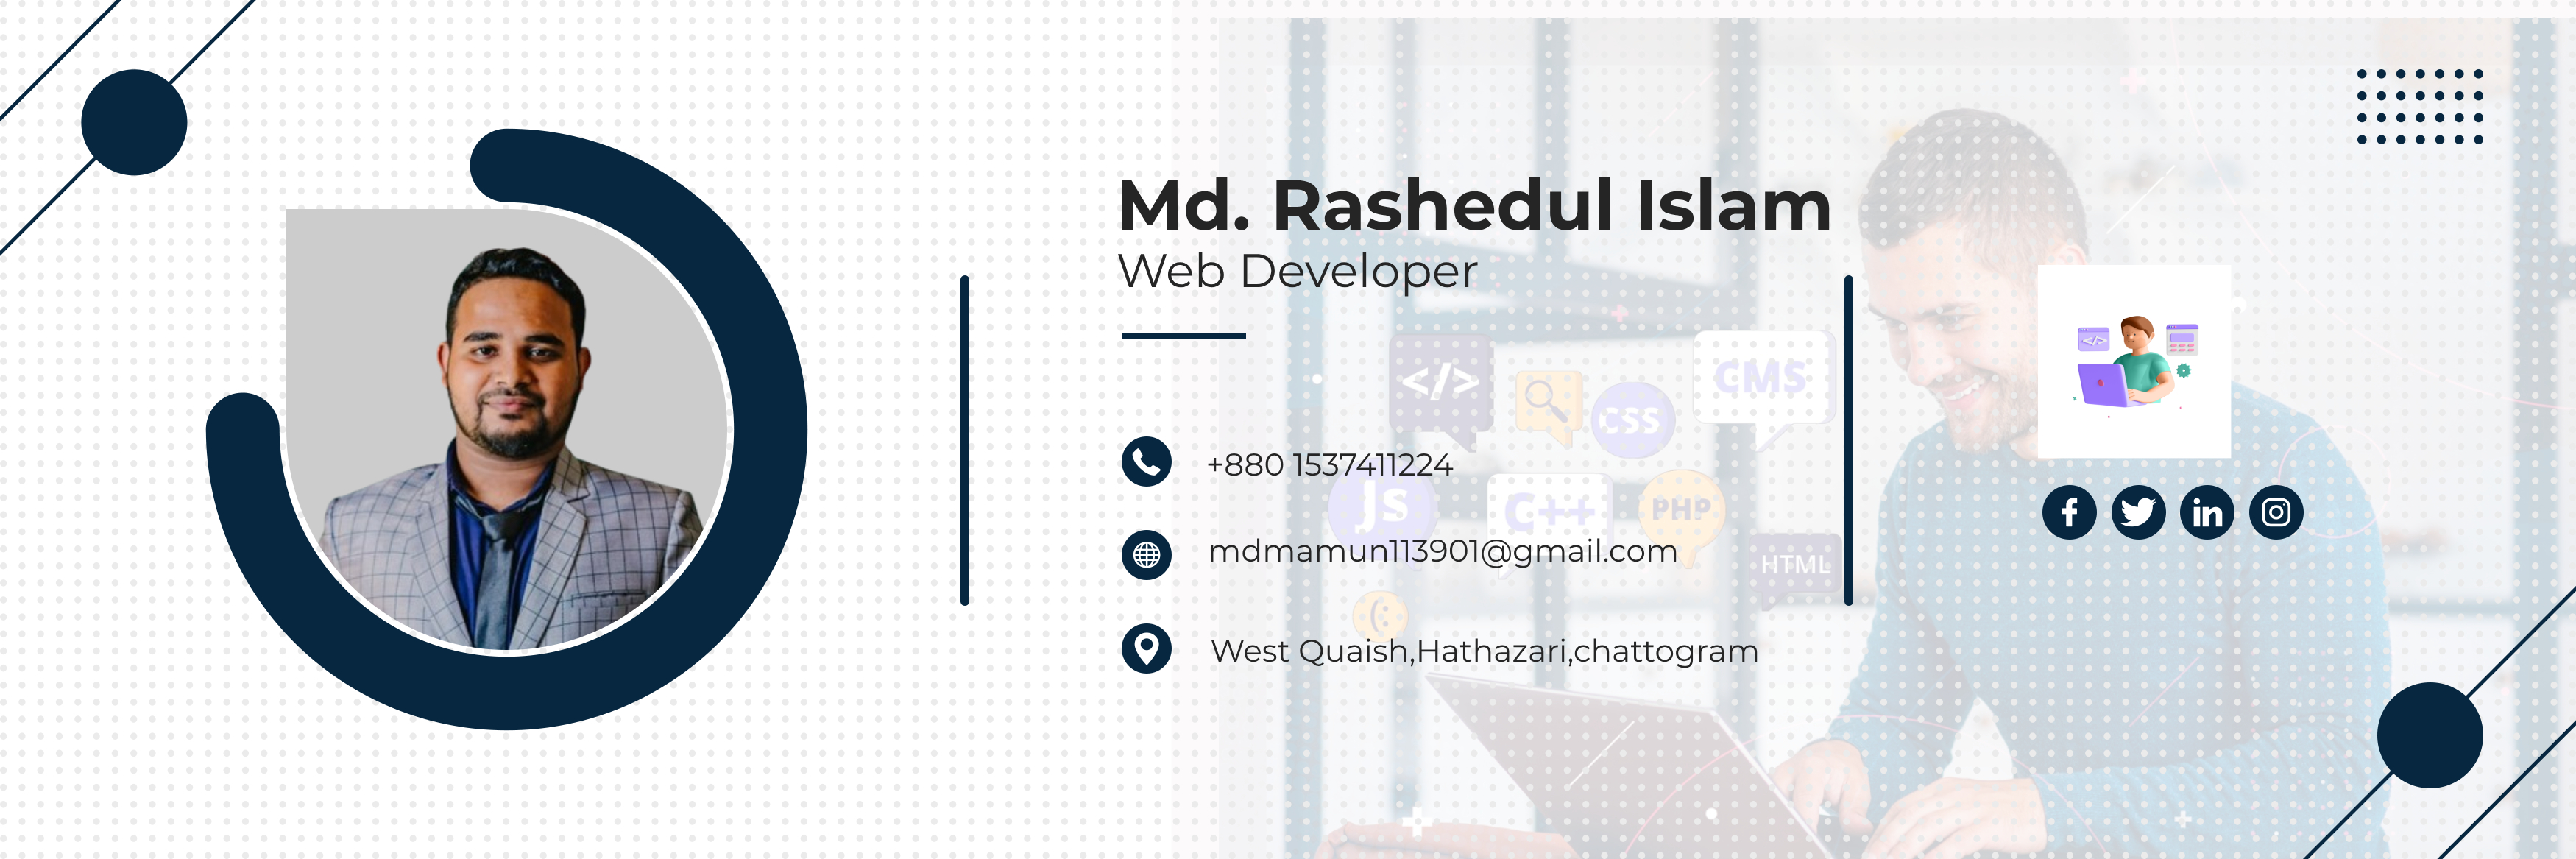 Md. Rashedul Islam
Web Developer
</>
CSS
CMS
+880 1537411224
JS
C++
PHP
mdmamun113901@gmail.com
HTML
West Quaish,Hathazari,chattogram